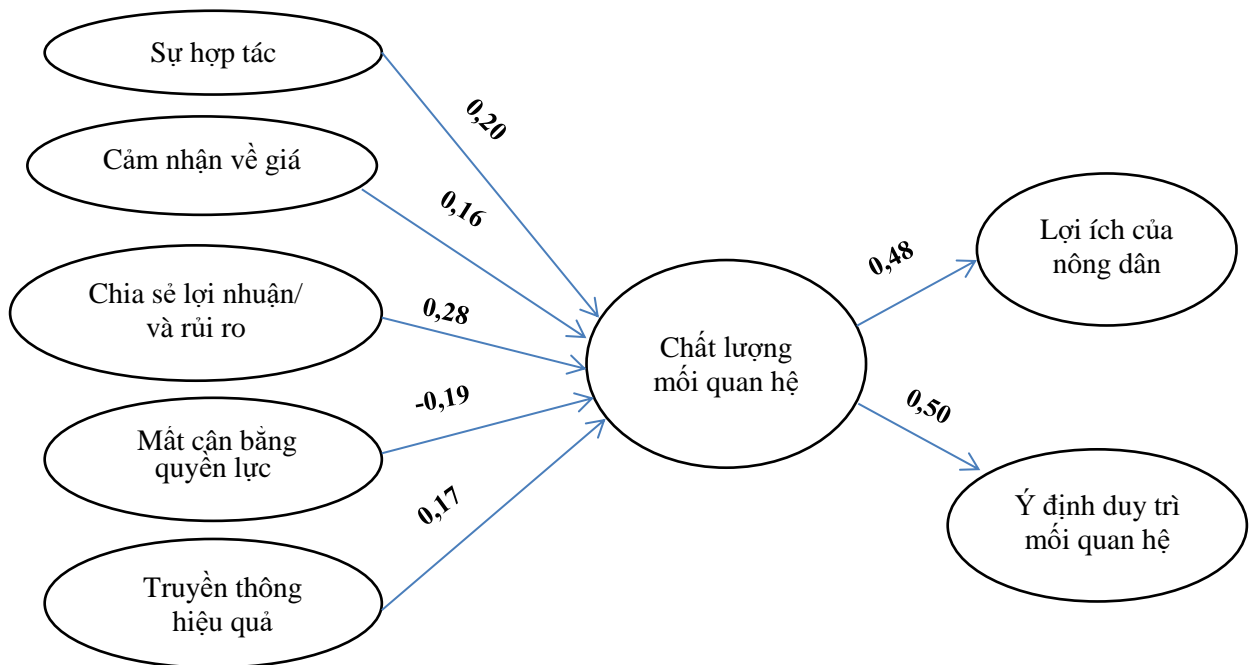 Sự hợp tác
0,20
Cảm nhận về giá
0,16
Chia sẻ lợi nhuận/
và rủi ro
0,28
Mất cân bằng
quyền lực
-0,19
Truyền thông
hiệu quả
0,17
Chất lượng
mối quan hệ
0,48
Lợi ích của
nông dân
0,50
Ý định duy trì
mối quan hệ